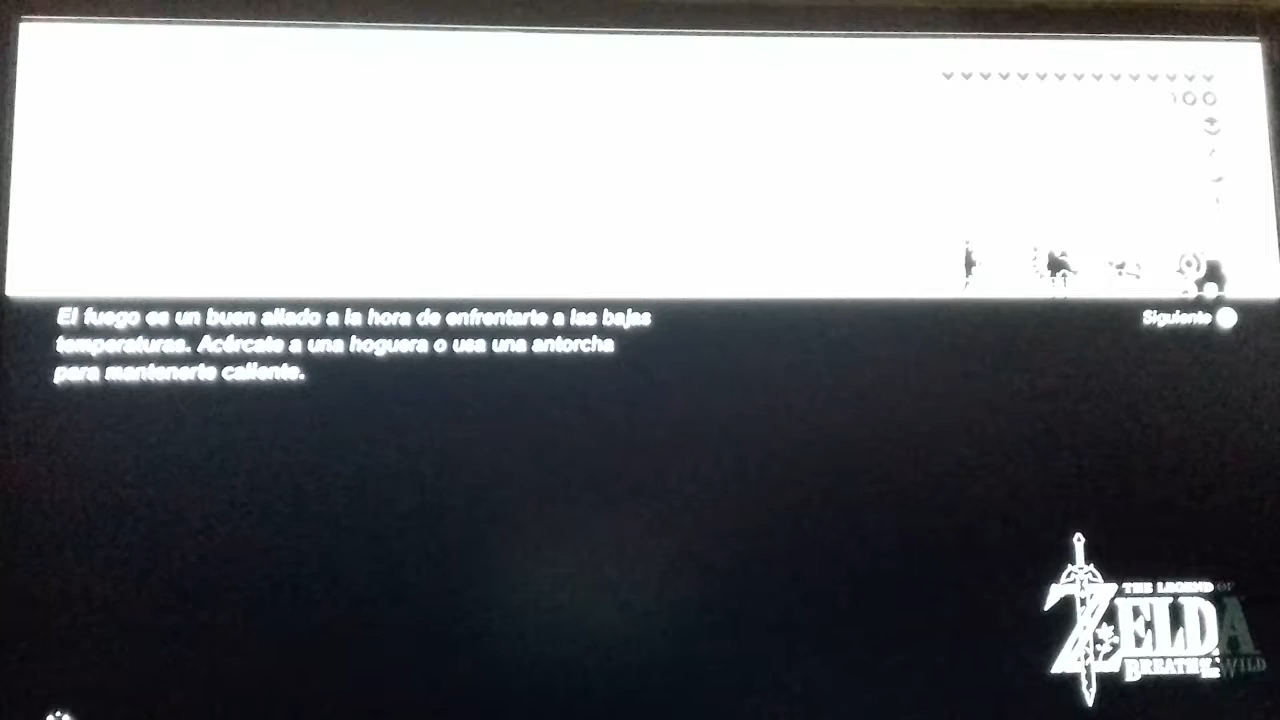 El fuego es un buen aliado a la hora de enfrentarte a las bajas
temperaturas. Acércate a una hoguera o usa una antorcha
para mantenerte caliente.
Siguiente
THE LEGEND OF
ZELDA
BREATH OF THE WILD